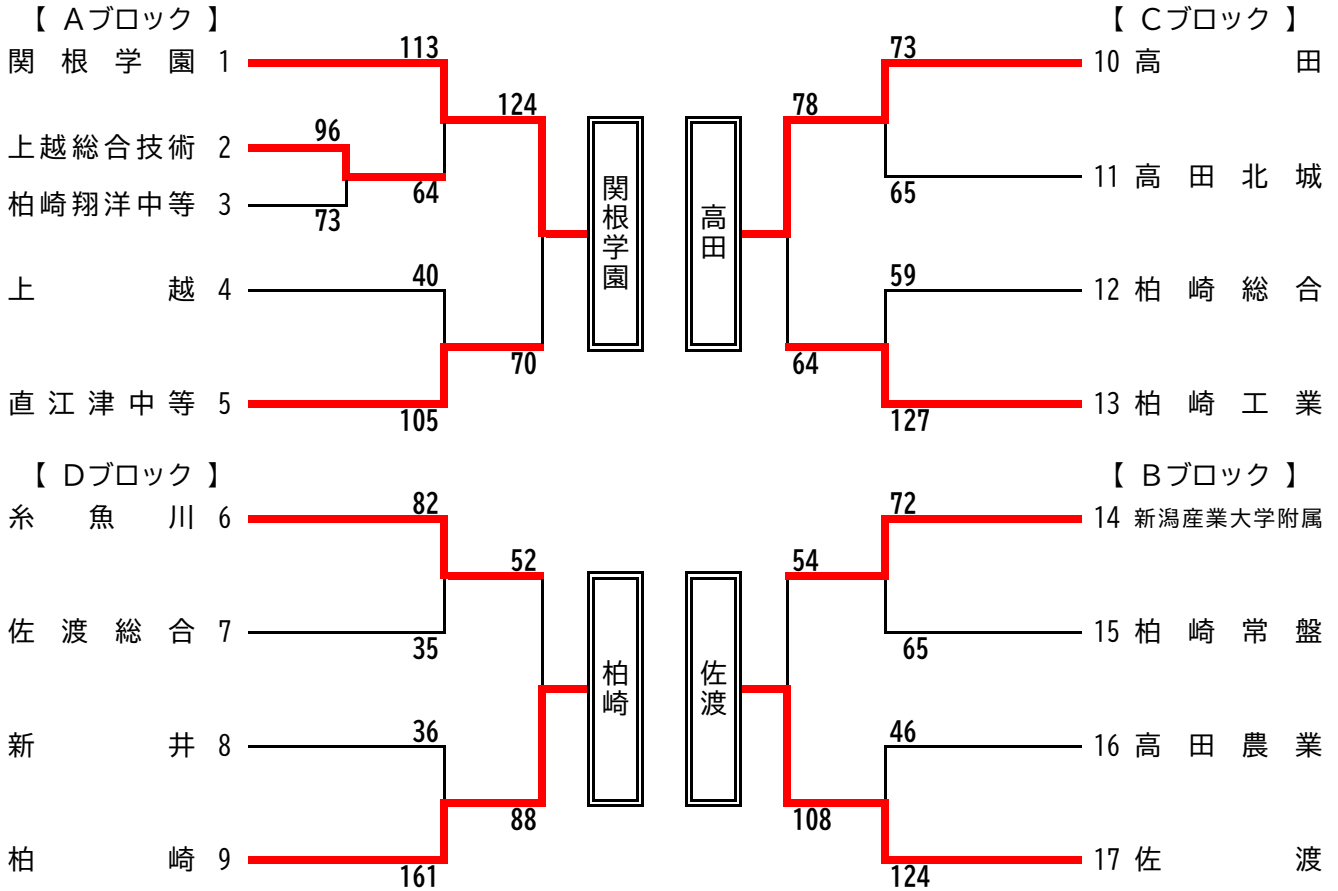 【 Aブロック 】
関根学園 1
113
124
上越総合技術 2
96
64
柏崎翔洋中等 3
73
上越 4
40
70
直江津中等 5
105
関根学園
【 Cブロック 】
73
10 高田
78
11 高田北城
65
59
12 柏崎総合
64
13 柏崎工業
127
高田
【 Dブロック 】
糸魚川 6
82
52
佐渡総合 7
35
新井 8
36
88
柏崎 9
161
柏崎
【 Bブロック 】
72
14 新潟産業大学附属
54
15 柏崎常盤
65
46
16 高田農業
108
17 佐渡
124
佐渡